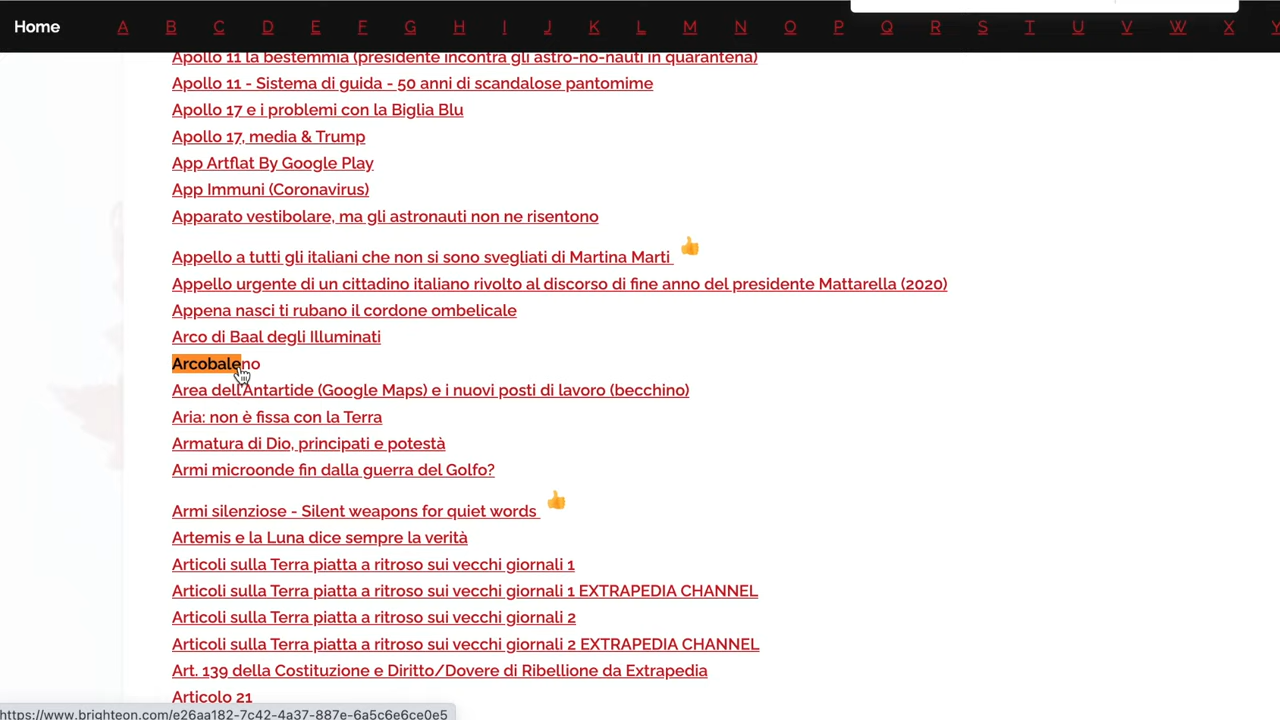 Home A B C D E F G H I J K L M N O P Q R S T U V W X Y
Apollo 11 la bestemmia (presidente incontra gli astro-no-nauti in quarantena)
Apollo 11 - Sistema di guida - 50 anni di scandalose pantomime
Apollo 17 e i problemi con la Biglia Blu
Apollo 17, media & Trump
App Artflat By Google Play
App Immuni (Coronavirus)
Apparato vestibolare, ma gli astronauti non ne risentono
Appello a tutti gli italiani che non si sono svegliati di Martina Marti
Appello urgente di un cittadino italiano rivolto al discorso di fine anno del presidente Mattarella (2020)
Appena nasci ti rubano il cordone ombelicale
Arco di Baal degli Illuminati
Arcobaleno
Area dell'Antartide (Google Maps) e i nuovi posti di lavoro (becchino)
Aria: non è fissa con la Terra
Armatura di Dio, principati e potestà
Armi microonde fin dalla guerra del Golfo?
Armi silenziose - Silent weapons for quiet words
Artemis e la Luna dice sempre la verità
Articoli sulla Terra piatta a ritroso sui vecchi giornali 1
Articoli sulla Terra piatta a ritroso sui vecchi giornali 1 EXTRAPEDIA CHANNEL
Articoli sulla Terra piatta a ritroso sui vecchi giornali 2
Articoli sulla Terra piatta a ritroso sui vecchi giornali 2 EXTRAPEDIA CHANNEL
Art. 139 della Costituzione e Diritto/Dovere di Ribellione da Extrapedia
Articolo 21
https://www.brighteon.com/e26aa182-7c42-4a37-887e-6a5c6e6ce0e5